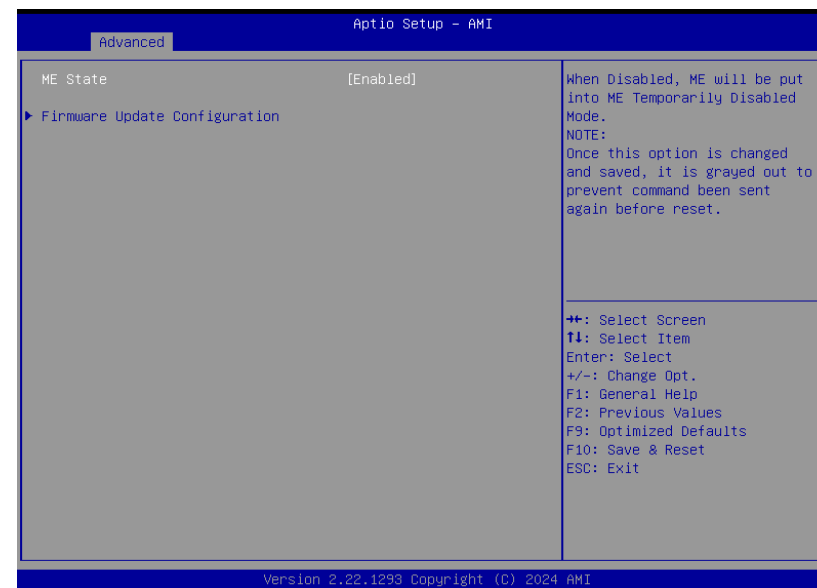 Aptio Setup – AMI
Advanced
ME State [Enabled]
Firmware Update Configuration
When Disabled, ME will be put
into ME Temporarily Disabled
Mode.
NOTE:
Once this option is changed
and saved, it is grayed out to
prevent command been sent
again before reset.
→←: Select Screen
↑↓: Select Item
Enter: Select
+/-: Change Opt.
F1: General Help
F2: Previous Values
F9: Optimized Defaults
F10: Save & Reset
ESC: Exit
Version 2.22.1293 Copyright (C) 2024 AMI